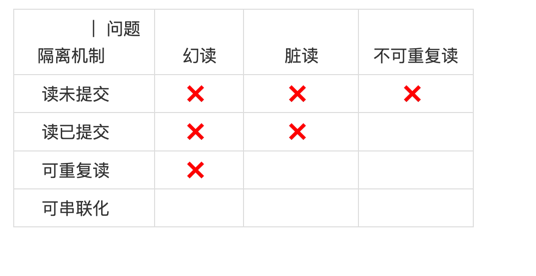 | 问题
隔离机制 幻读 脏读 不可重复读
读未提交 ❌ ❌ ❌
读已提交 ❌ ❌
可重复读 ❌
可串联化